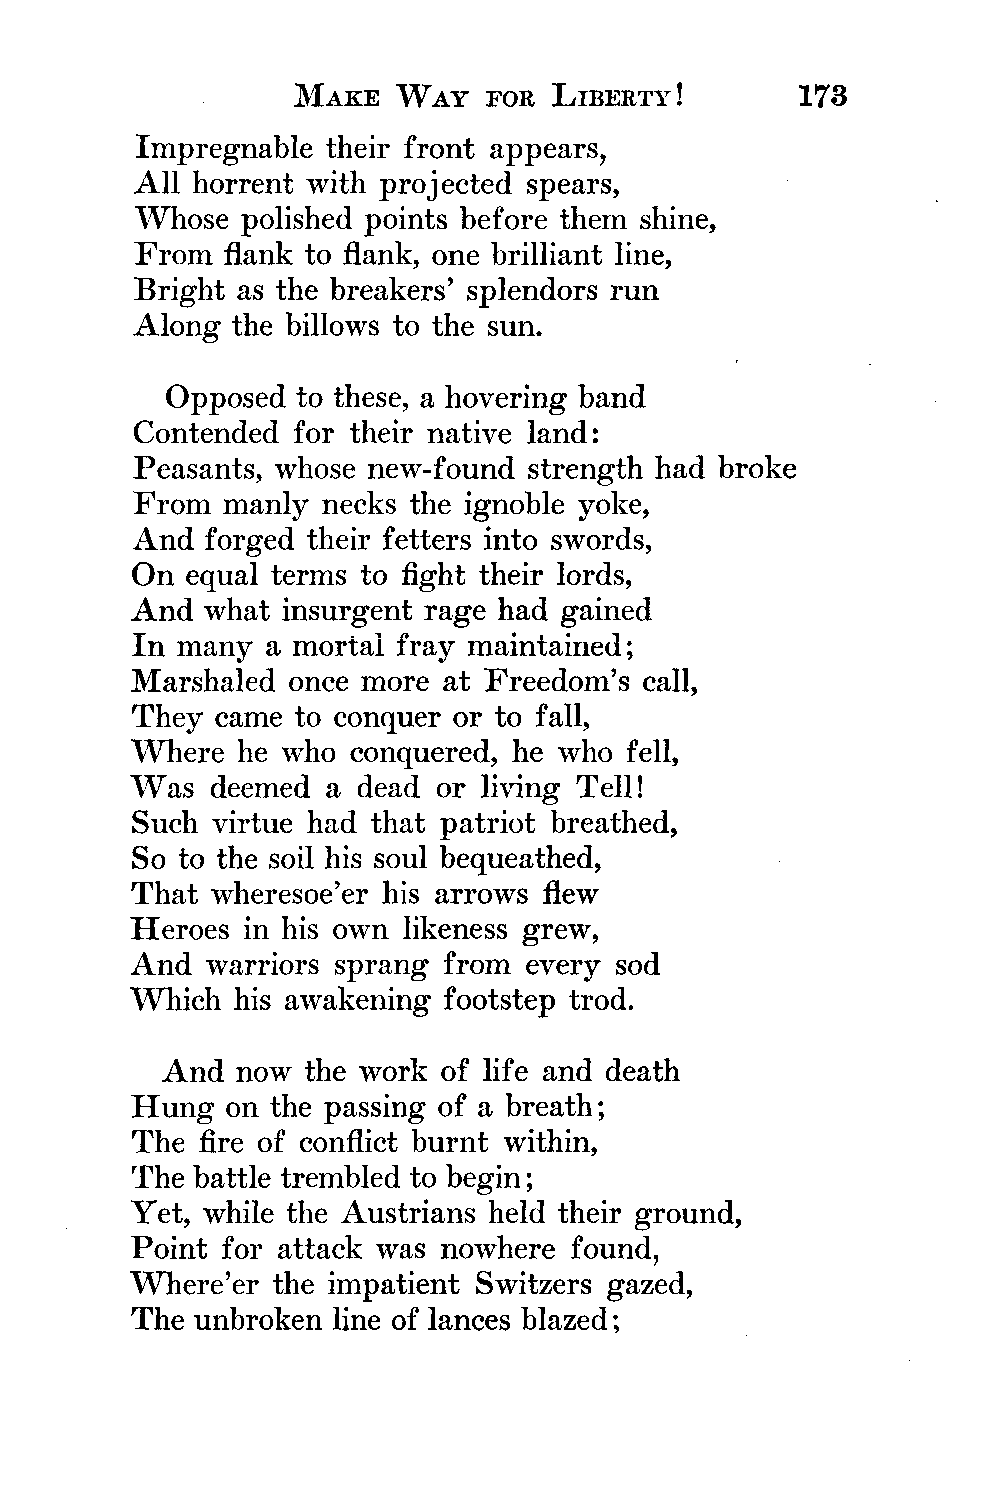 MAKE WAY FOR LIBERTY! 173
Impregnable their front appears,
All horrent with projected spears,
Whose polished points before them shine,
From flank to flank, one brilliant line,
Bright as the breakers' splendors run
Along the billows to the sun.
Opposed to these, a hovering band
Contended for their native land:
Peasants, whose new-found strength had broke
From manly necks the ignoble yoke,
And forged their fetters into swords,
On equal terms to fight their lords,
And what insurgent rage had gained
In many a mortal fray maintained;
Marshaled once more at Freedom's call,
They came to conquer or to fall,
Where he who conquered, he who fell,
Was deemed a dead or living Tell!
Such virtue had that patriot breathed,
So to the soil his soul bequeathed,
That wheresoe'er his arrows flew
Heroes in his own likeness grew,
And warriors sprang from every sod
Which his awakening footstep trod.
And now the work of life and death
Hung on the passing of a breath;
The fire of conflict burnt within,
The battle trembled to begin;
Yet, while the Austrians held their ground,
Point for attack was nowhere found,
Where'er the impatient Switzers gazed,
The unbroken line of lances blazed;